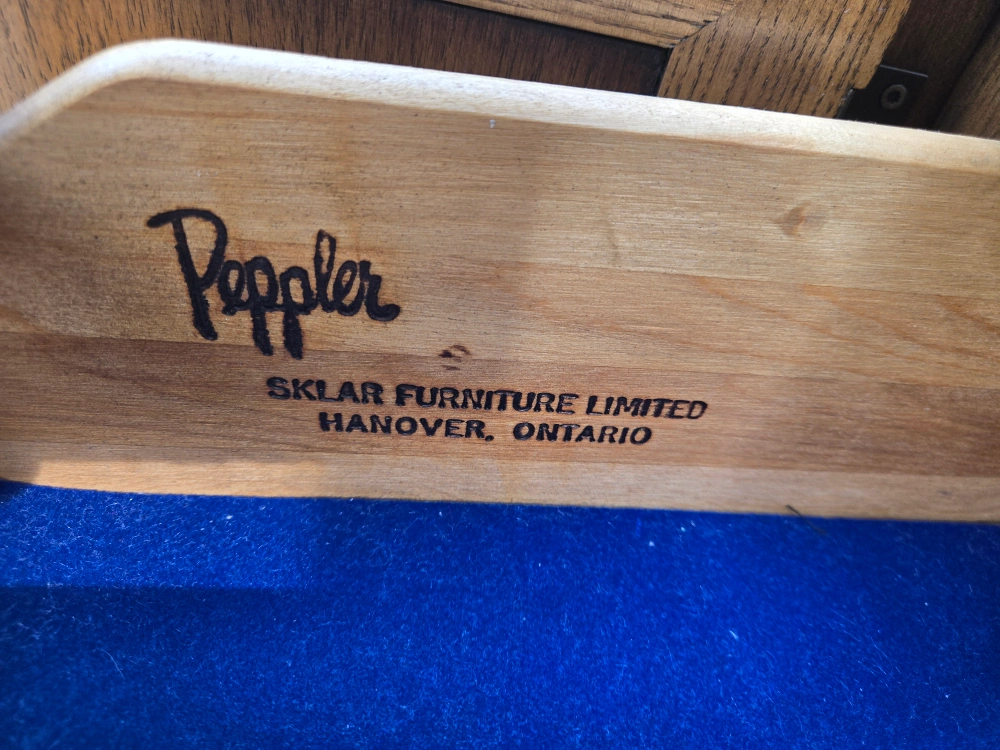 Peppler
SKLAR FURNITURE LIMITED
HANOVER, ONTARIO